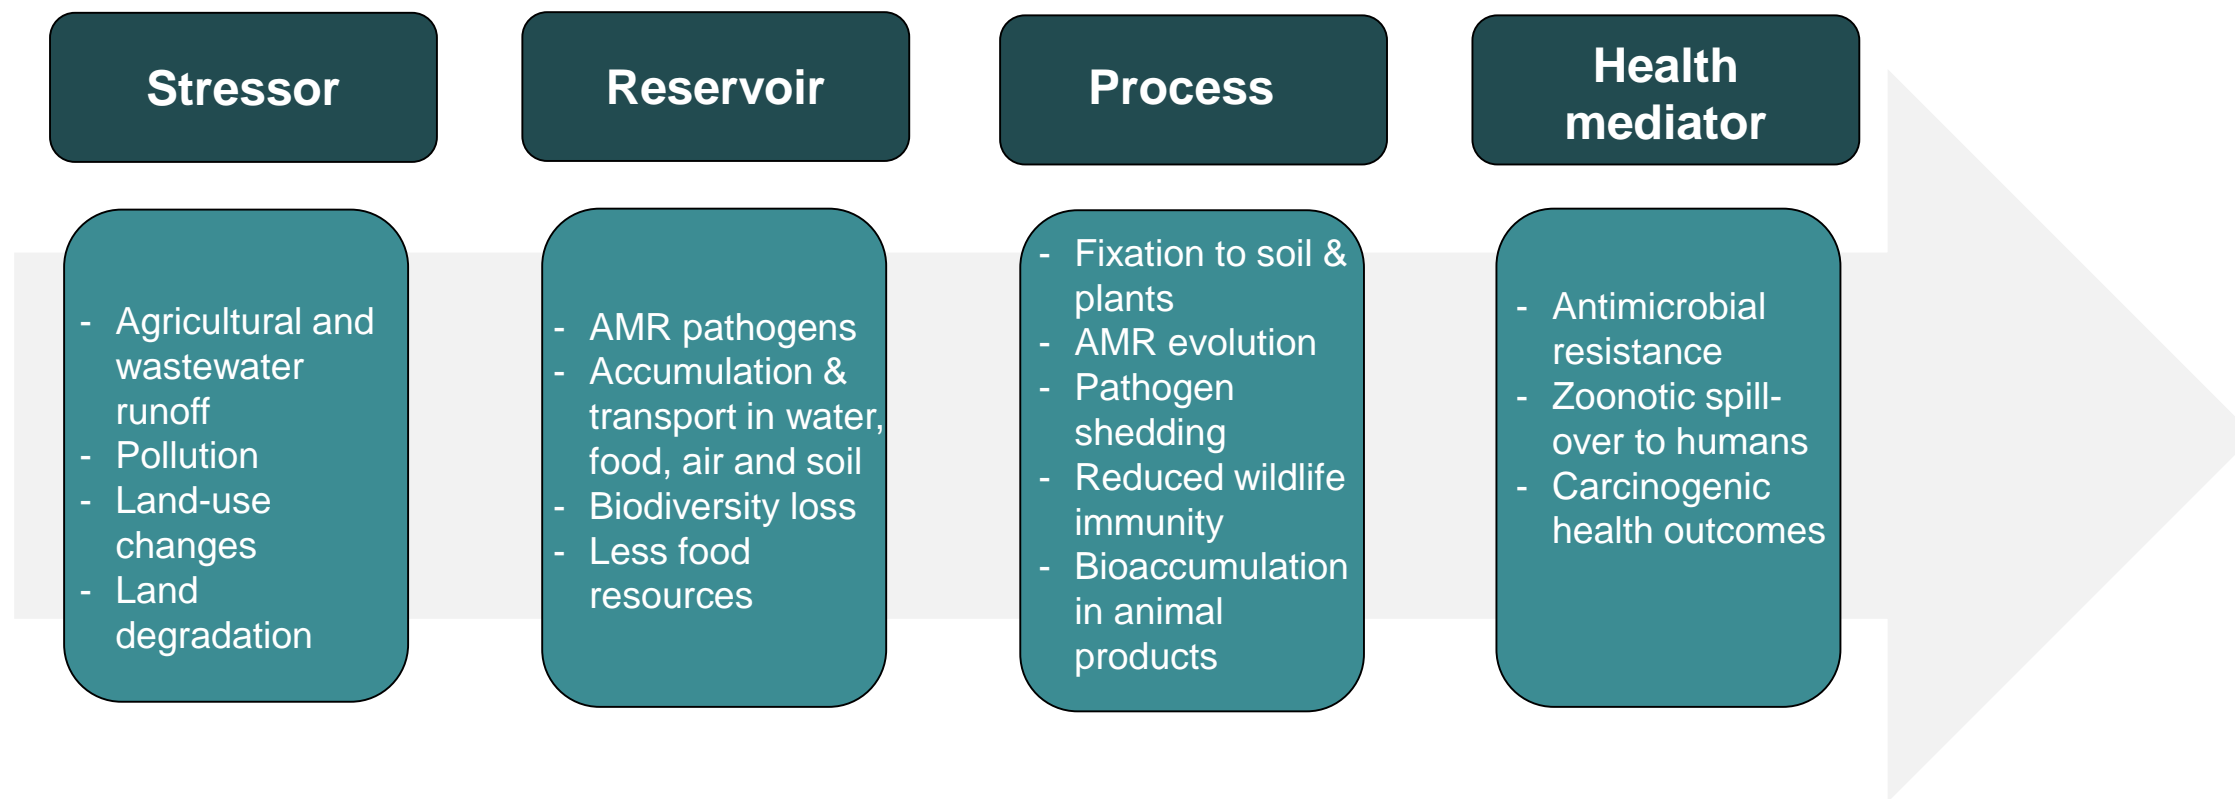 Stressor
- Agricultural and
wastewater
runoff
- Pollution
- Land-use
changes
- Land
degradation
Reservoir
- AMR pathogens
- Accumulation &
transport in water,
food, air and soil
- Biodiversity loss
- Less food
resources
Process
- Fixation to soil &
plants
- AMR evolution
- Pathogen
shedding
- Reduced wildlife
immunity
- Bioaccumulation
in animal
products
Health
mediator
- Antimicrobial
resistance
- Zoonotic spill-
over to humans
- Carcinogenic
health outcomes